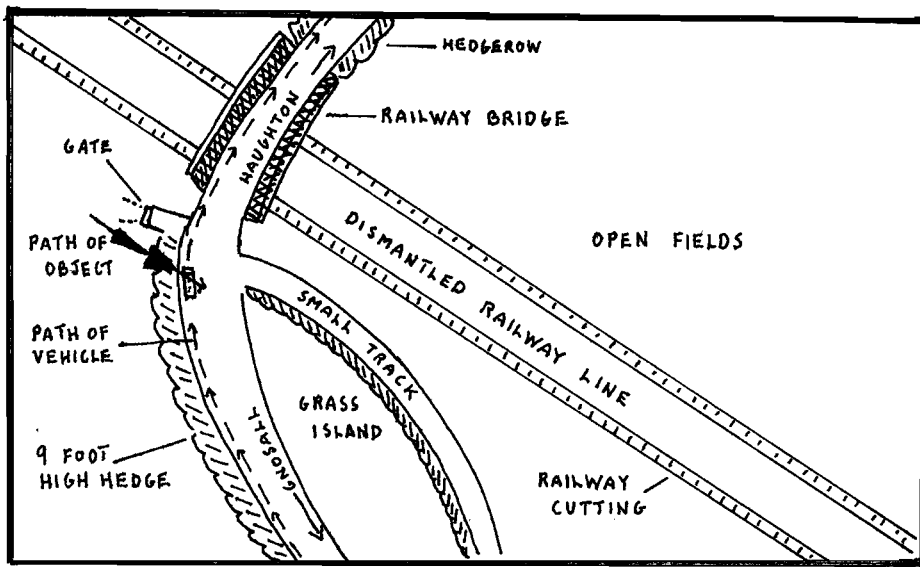 HEDGEROW
RAILWAY BRIDGE
HAUGHTON
GATE
PATH OF
OBJECT
DISMANTLED RAILWAY LINE
OPEN FIELDS
SMALL TRACK
PATH OF
VEHICLE
GRASS
ISLAND
GNOSALL
9 FOOT
HIGH HEDGE
RAILWAY
CUTTING